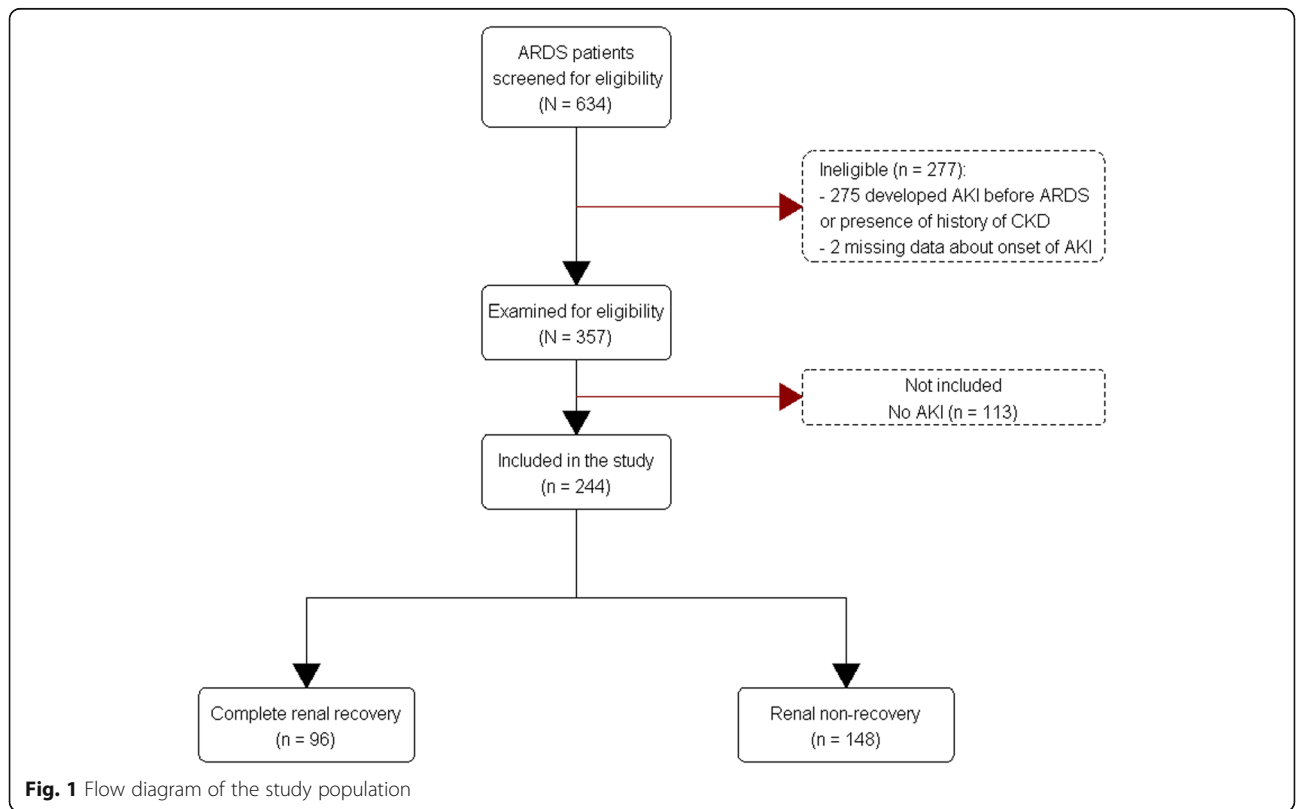 ARDS patients
screened for eligibility
(N = 634)
Ineligible (n = 277):
- 275 developed AKI before ARDS
or presence of history of CKD
- 2 missing data about onset of AKI
Examined for eligibility
(N = 357)
Not included
No AKI (n = 113)
Included in the study
(n = 244)
Complete renal recovery
(n = 96)
Renal non-recovery
(n = 148)
Fig. 1 Flow diagram of the study population